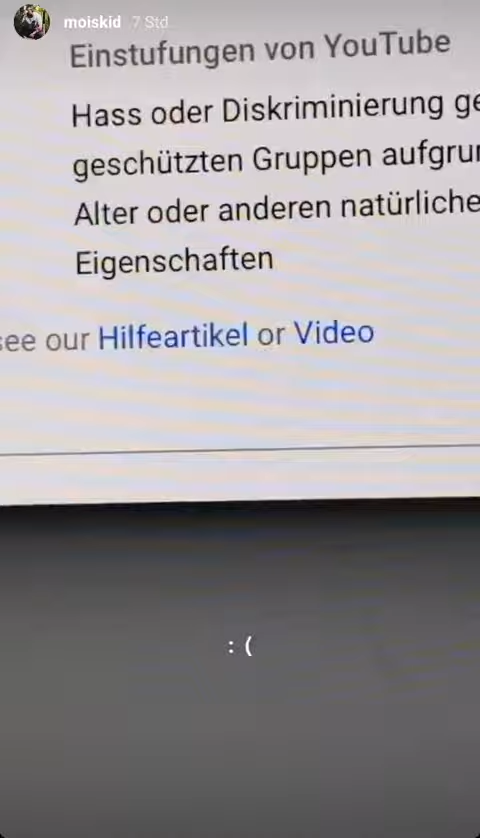 moiskid 7 Std.
Einstufungen von YouTube
Hass oder Diskriminierung
geschützten Gruppen
Alter oder anderen
Eigenschaften
see our Hilfeartikel or Video
: (